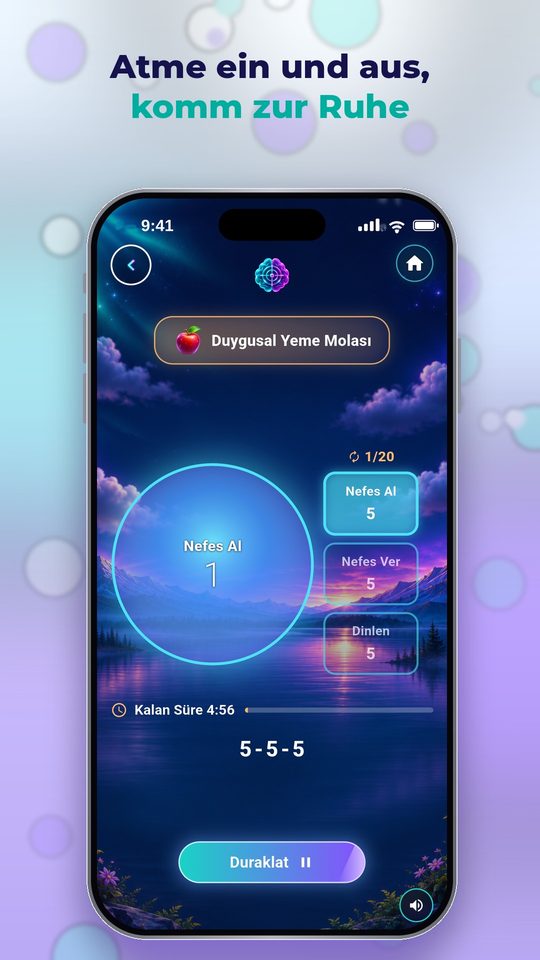 Atme ein und aus,
komm zur Ruhe
9:41
Duygusal Yeme Molası
1/20
Nefes Al
5
Nefes Al
1
Nefes Ver
5
Dinlen
5
Kalan Süre 4:56
5-5-5
Duraklat